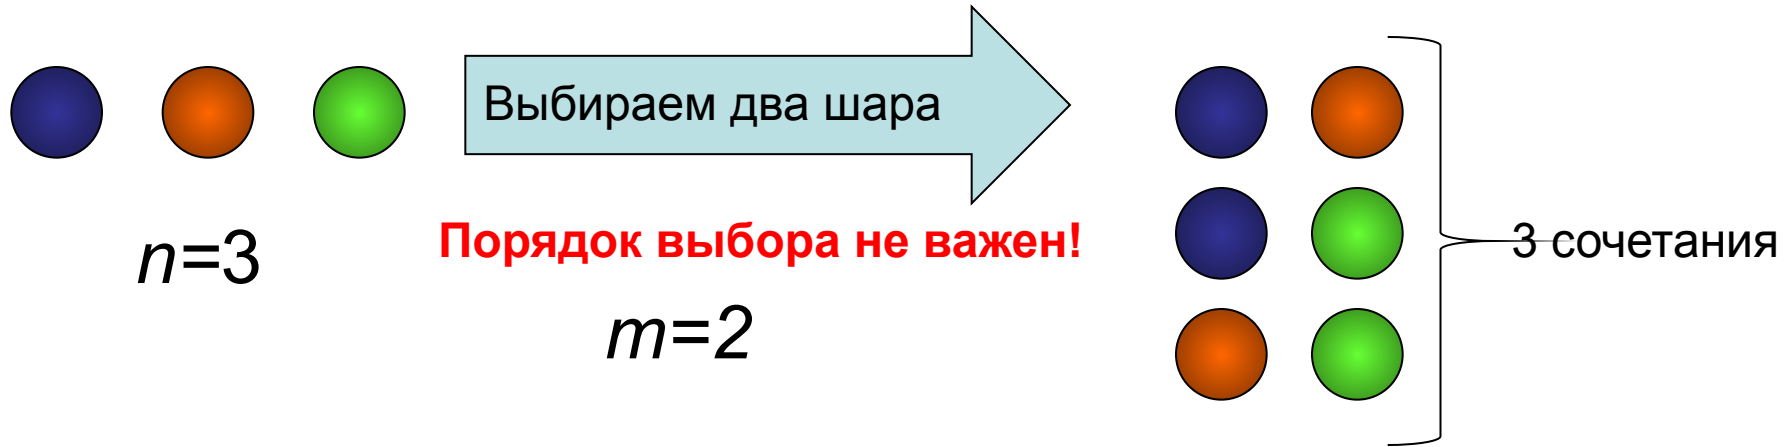 Выбираем два шара
n=3
Порядок выбора не важен!
m=2
3 сочетания